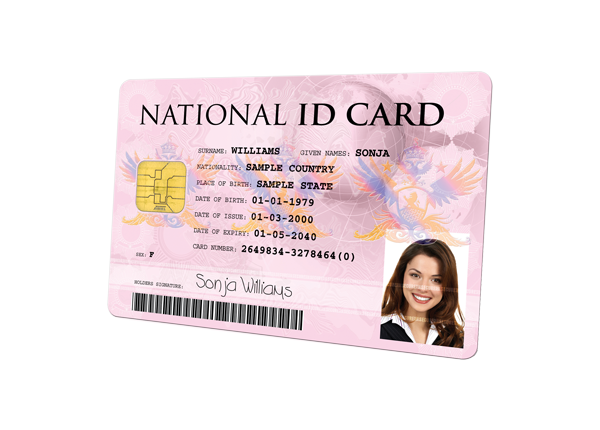 NATIONAL ID CARD
SURNAME: WILLIAMS GIVEN NAMES: SONJA
NATIONALITY: SAMPLE COUNTRY
PLACE OF BIRTH: SAMPLE STATE
DATE OF BIRTH: 01-01-1979
DATE OF ISSUE: 01-03-2000
DATE OF EXPIRY: 01-05-2040
CARD NUMBER: 2649834-3278464(0)
SEX: F
HOLDERS SIGNATURE: Sonja Williams